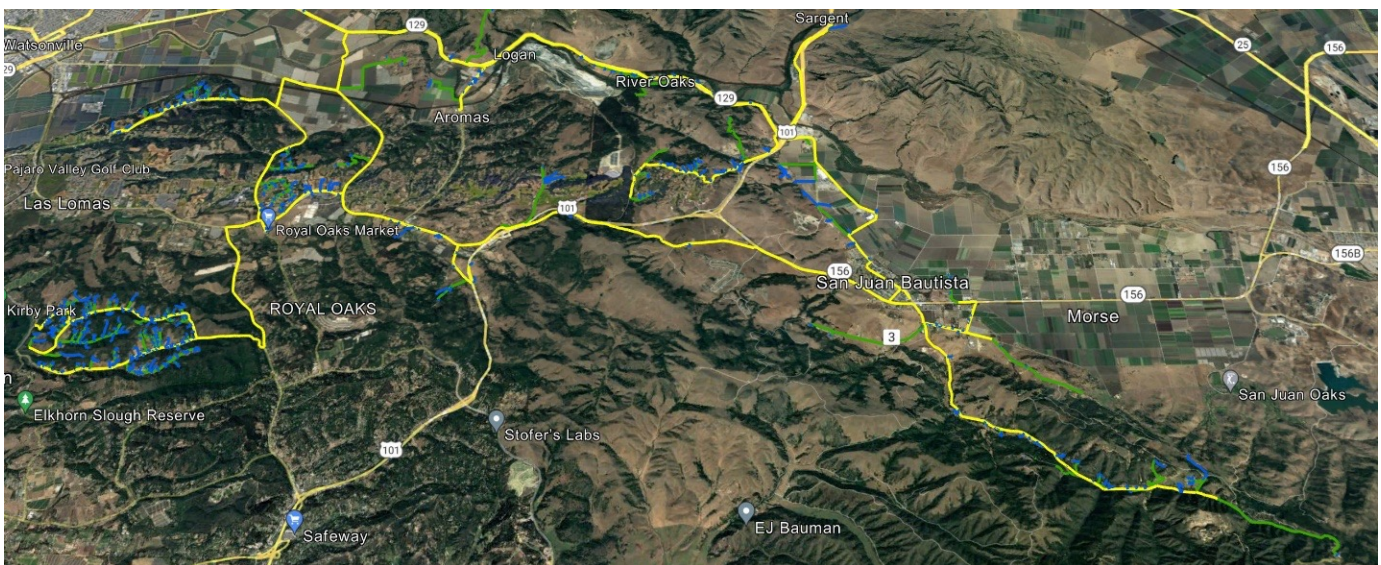 Sargent
129
Watsonville
25
156
Logan
29
River Oaks
129
Aromas
101
Pajaro Valley Golf Club
156
Las Lomas
101
Royal Oaks Market
156B
156
San Juan Bautista
156
Kirby Park
ROYAL OAKS
Morse
3
n
San Juan Oaks
Elkhorn Slough Reserve
Stofer's Labs
101
EJ Bauman
Safeway